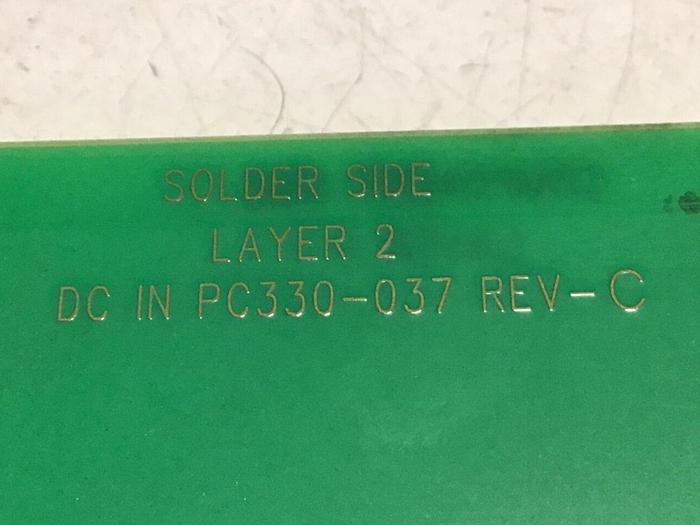 SOLDER SIDE
LAYER 2
DC IN PC330-037 REV-C